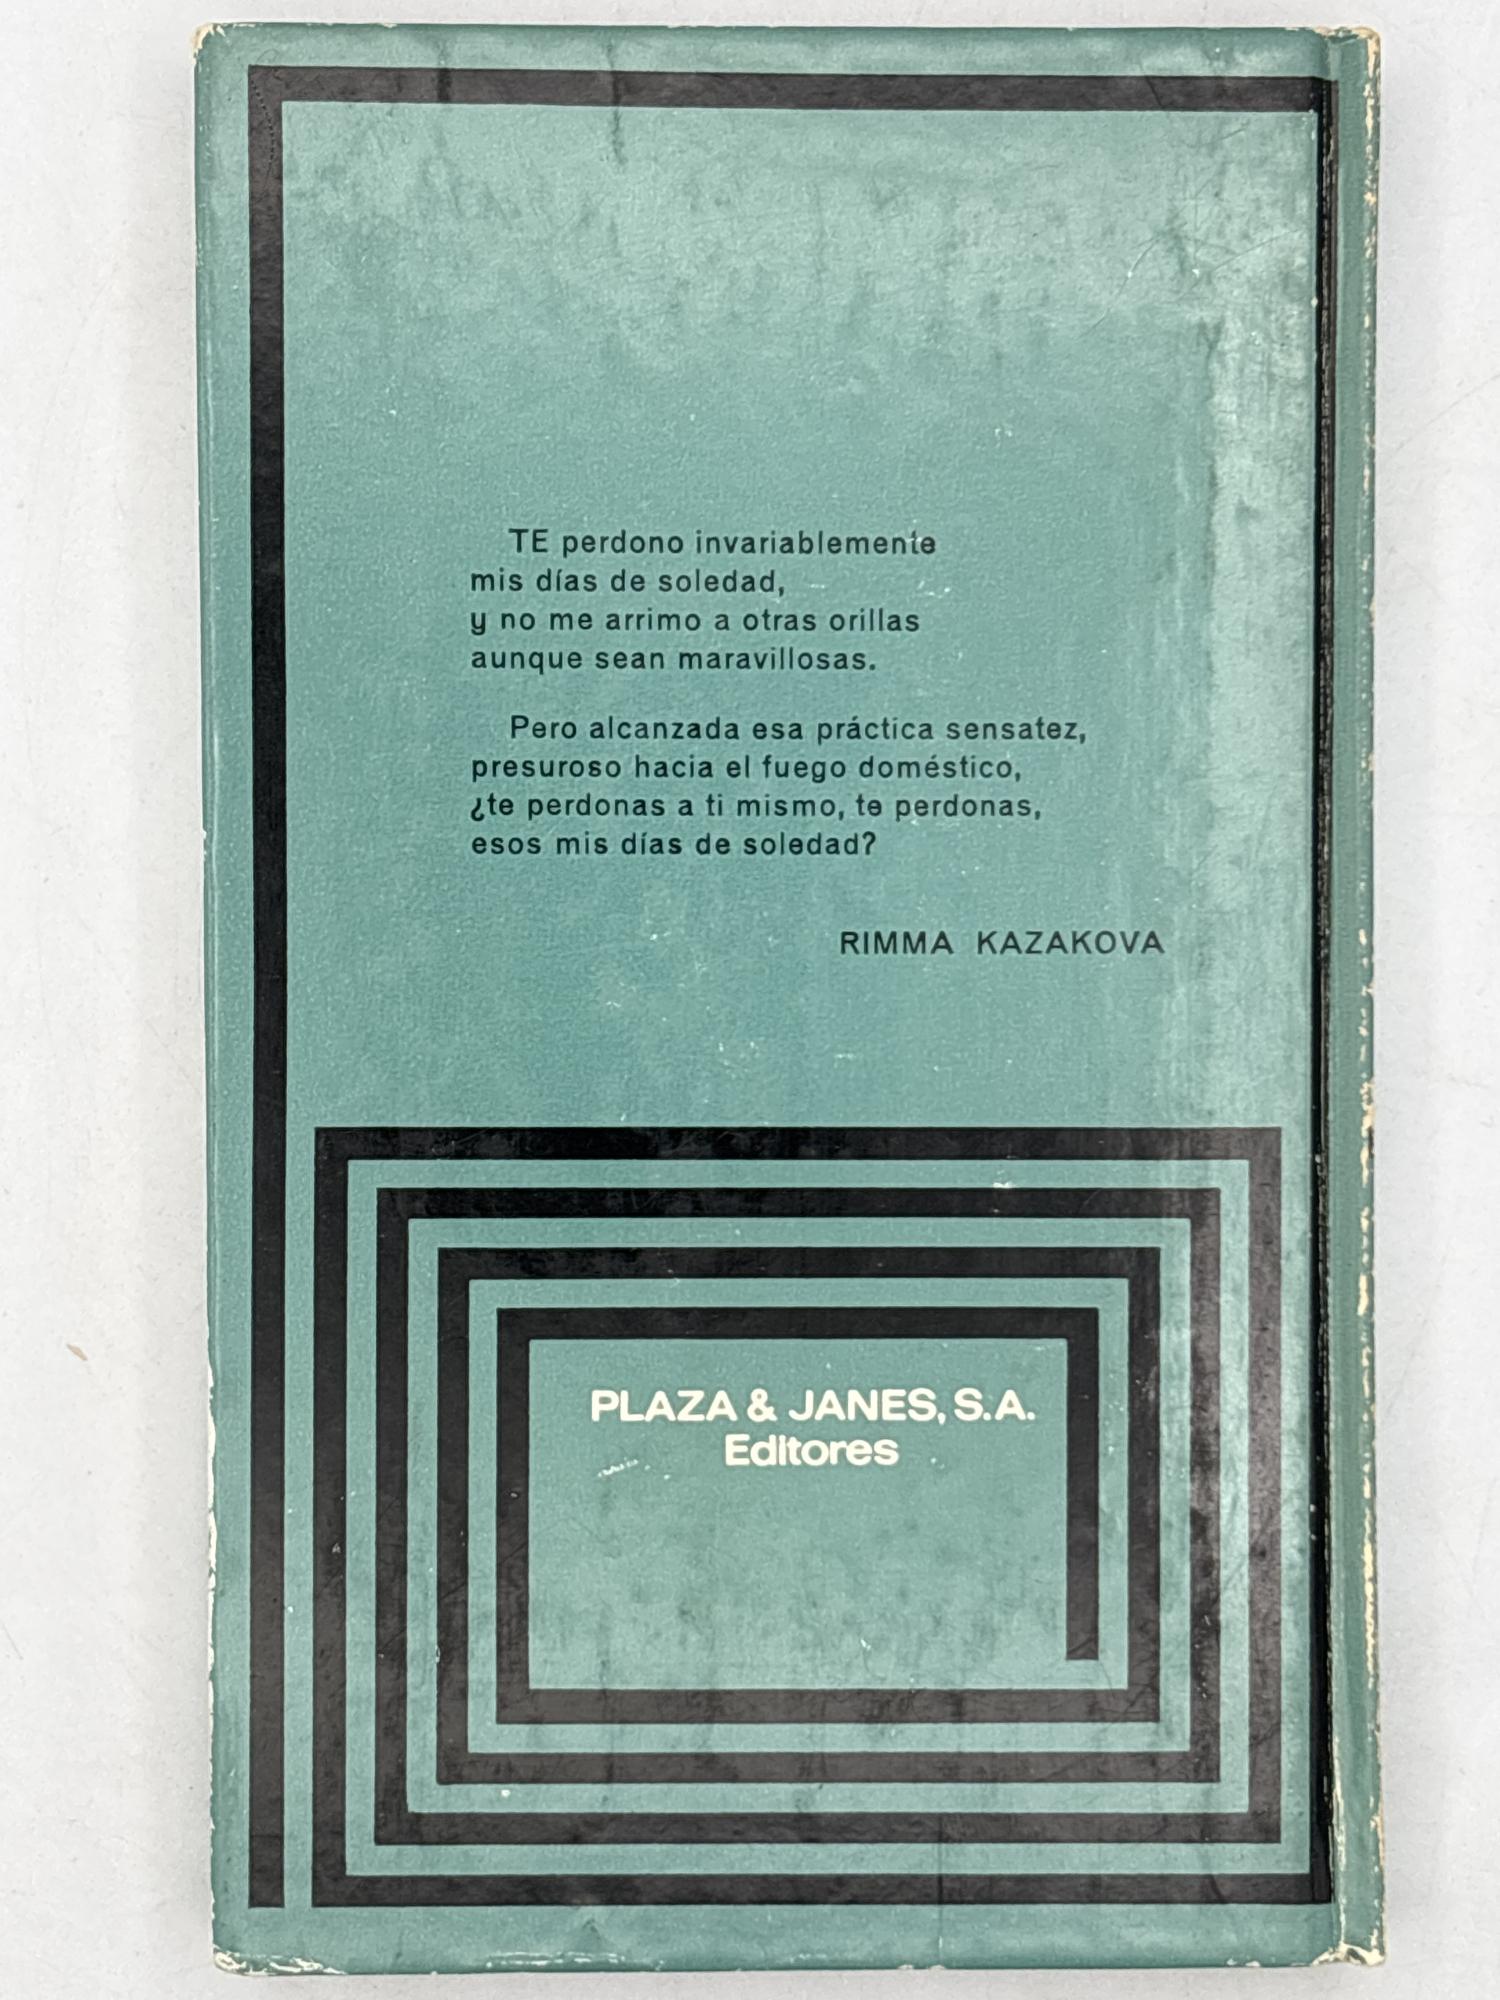 TE perdono invariablemente
mis días de soledad,
y no me arrimo a otras orillas
aunque sean maravillosas.
Pero alcanzada esa práctica sensatez,
presuroso hacia el fuego doméstico,
¿te perdonas a ti mismo, te perdonas,
esos mis días de soledad?
RIMMA KAZAKOVA
PLAZA & JANES, S.A.
Editores